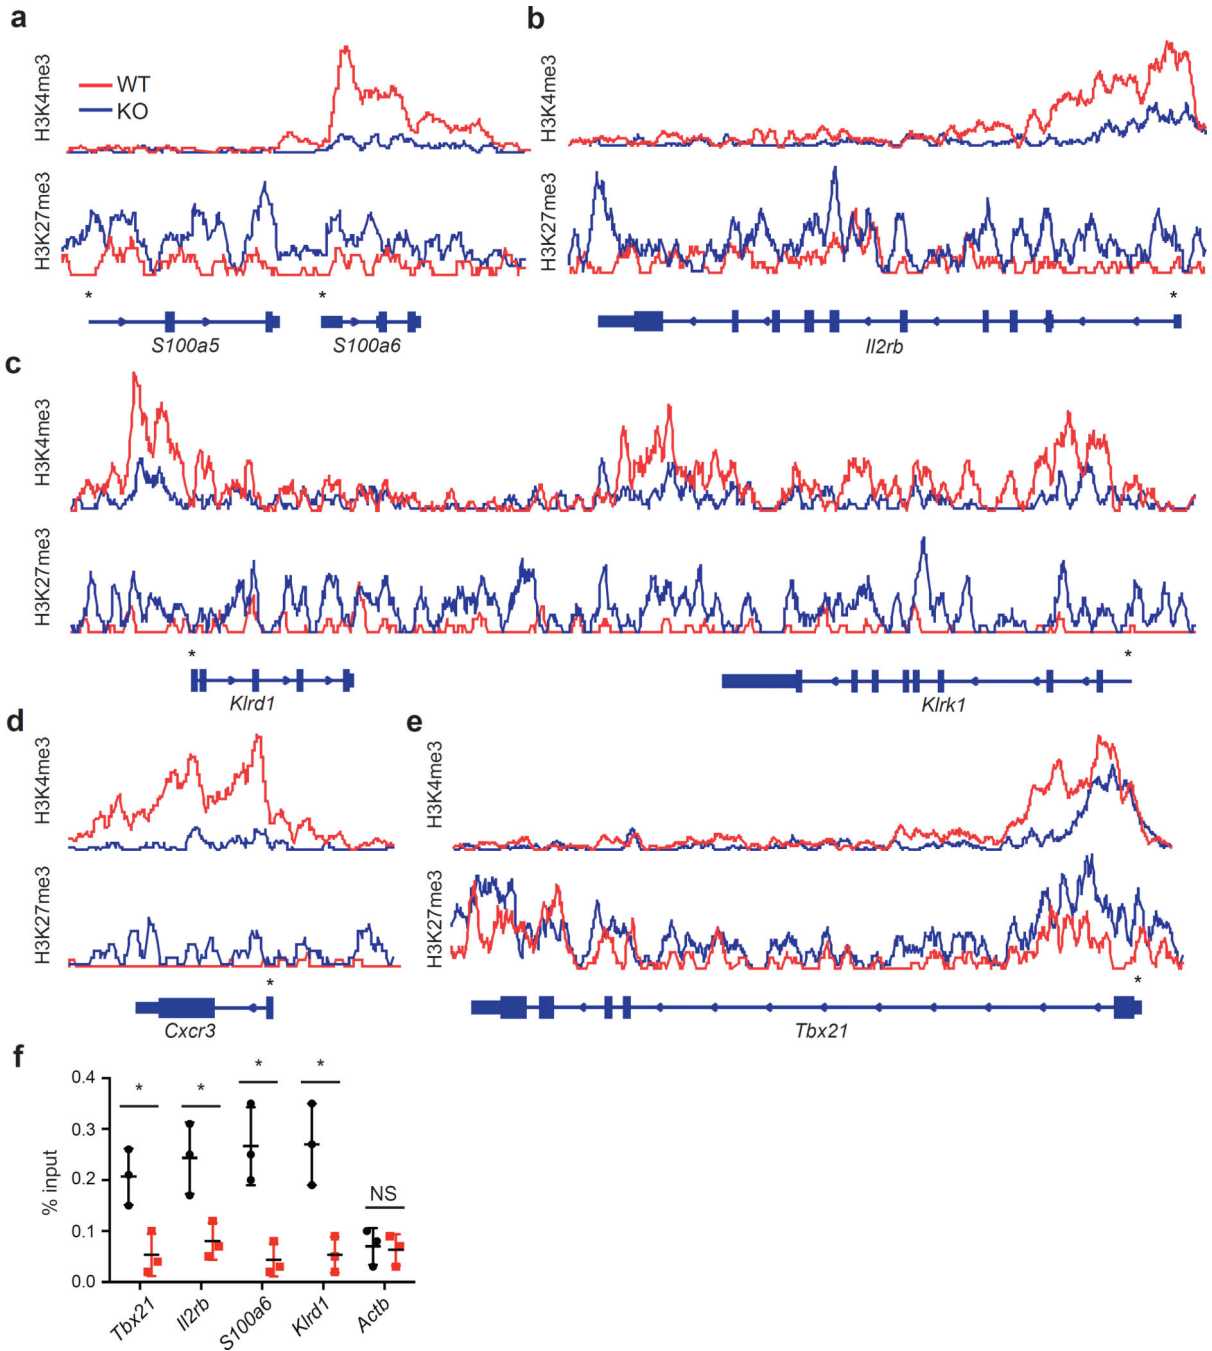 a
b
H3K4me3
WT
KO
H3K4me3
H3K27me3
H3K27me3
*
*
*
S100a5
S100a6
Il2rb
c
H3K4me3
H3K27me3
*
*
Klrd1
Klrk1
d
e
H3K4me3
H3K4me3
H3K27me3
H3K27me3
*
*
Cxcr3
Tbx21
f
% input
0.4
0.3
0.2
0.1
0.0
*
*
*
*
NS
Tbx21
Il2rb
S100a6
Klrd1
Actb